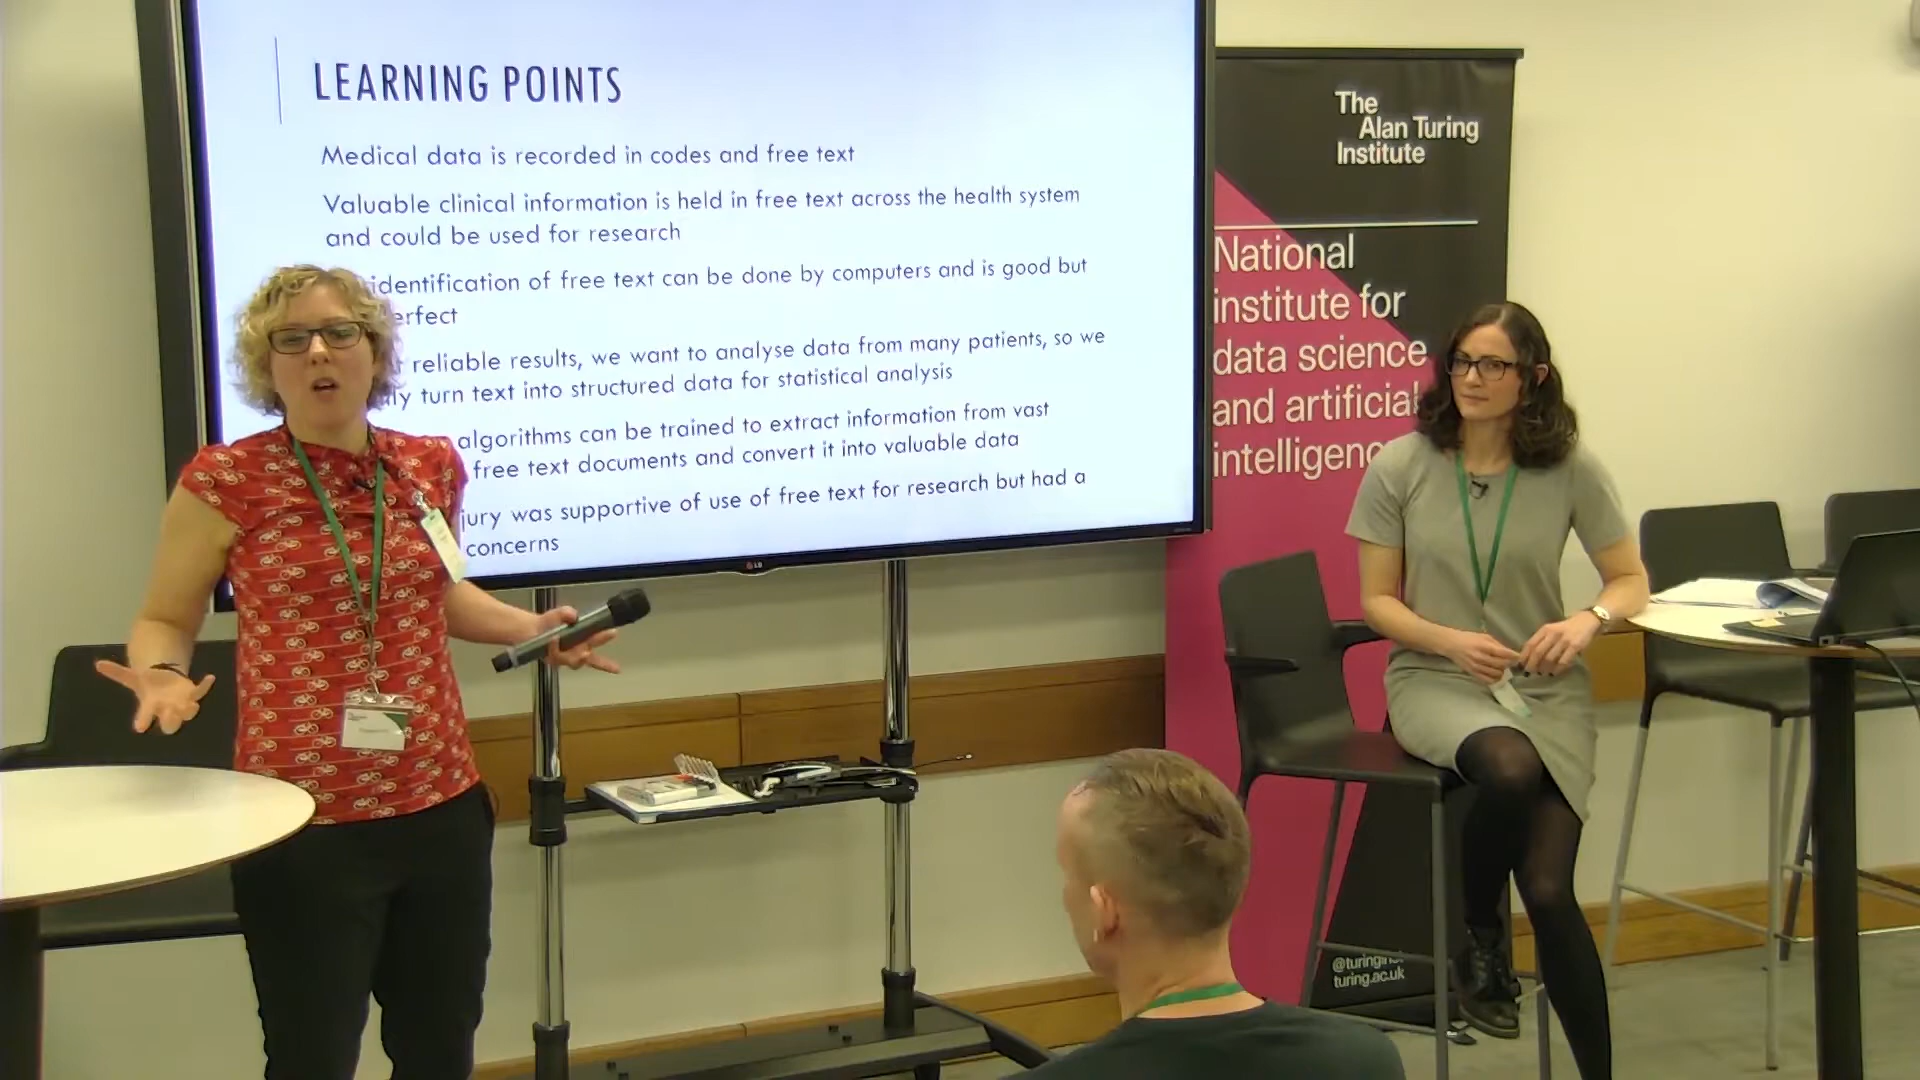 LEARNING POINTS
Medical data is recorded in codes and free text
Valuable clinical information is held in free text across the health system
and could be used for research
identification of free text can be done by computers and is good but
erfect
reliable results, we want to analyse data from many patients, so we
turn text into structured data for statistical analysis
algorithms can be trained to extract information from vast
free text documents and convert it into valuable data
jury was supportive of use of free text for research but had a
concerns
LG
The
Alan Turing
Institute
National
institute for
data science
and artificial
intelligenc
@turingin
turing.ac.uk